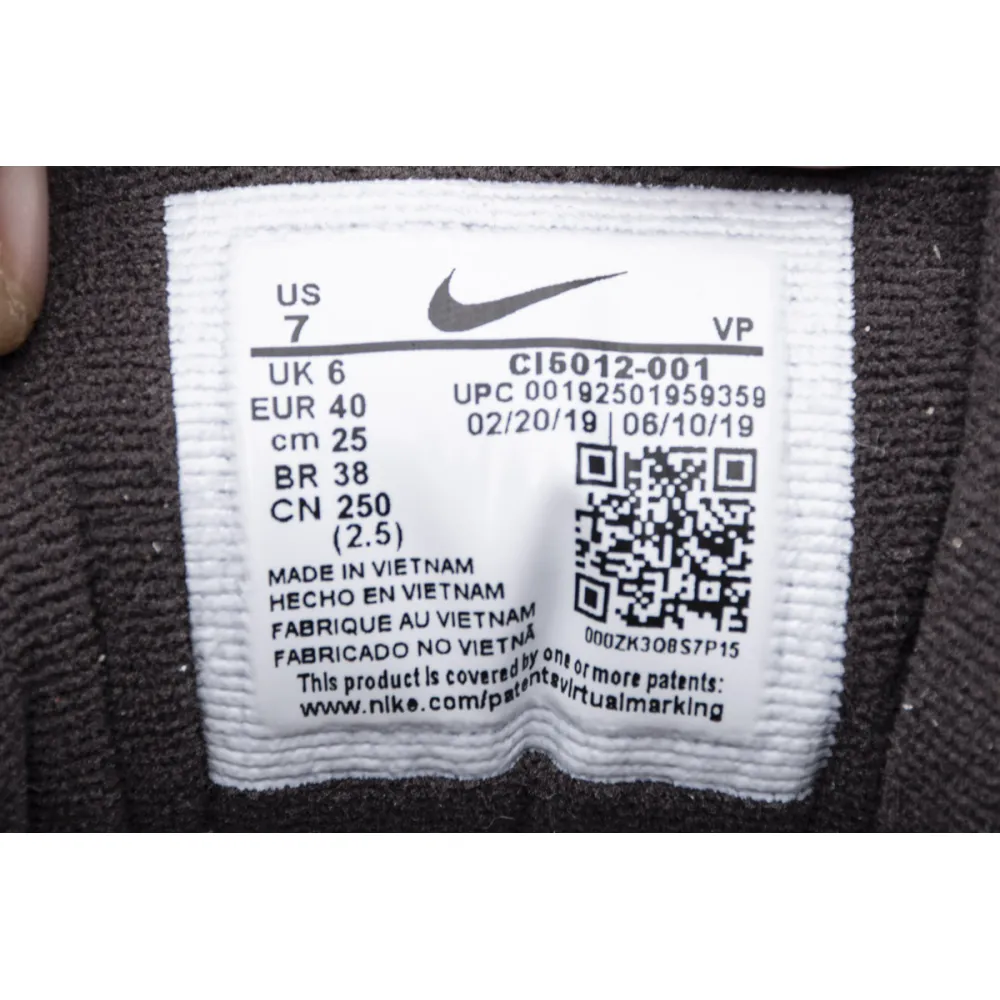 US
7
VP
UK 6
EUR 40
cm 25
BR 38
CN 250
(2.5)
CI5012-001
UPC 00192501959359
02/20/19 | 06/10/19
000ZK3OBS7P15
MADE IN VIETNAM
HECHO EN VIETNAM
FABRIQUE AU VIETNAM
FABRICADO NO VIETNÃ
This product is covered by one or more patents:
www.nike.com/patentsvirtualmarking